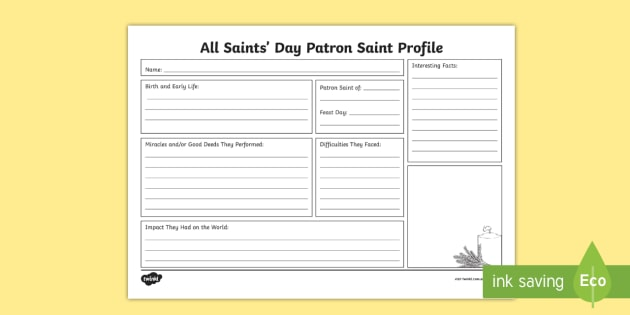 All Saints' Day Patron Saint Profile
Name:
Interesting Facts:
Birth and Early Life:
Patron Saint of:
Feast Day:
Miracles and/or Good Deeds They Performed:
Difficulties They Faced:
Impact They Had on the World:
twinkl
ink saving
Eco